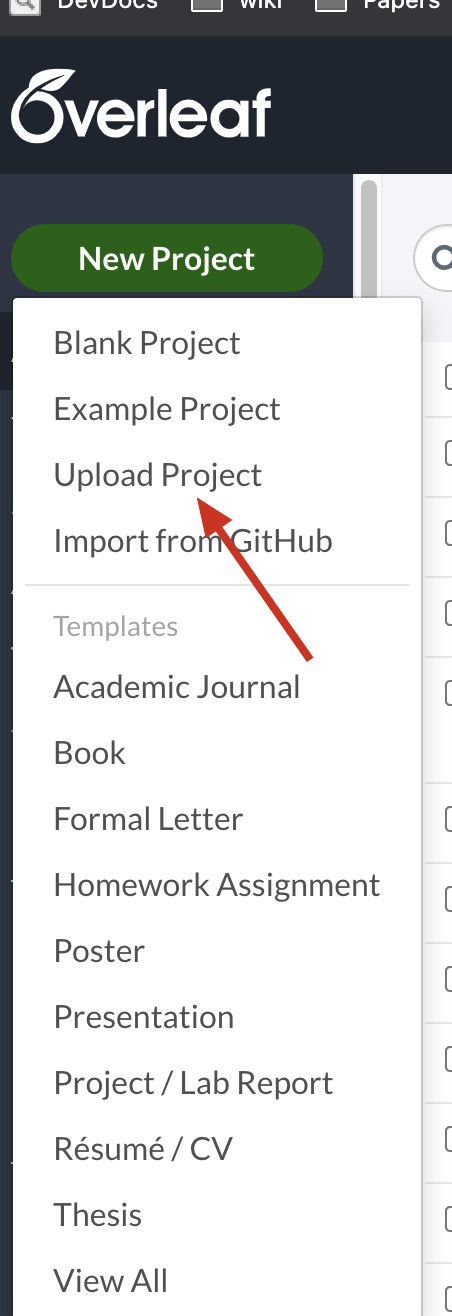 DevDocs wiki Papers
Overleaf
New Project
Blank Project
Example Project
Upload Project
Import from GitHub
Templates
Academic Journal
Book
Formal Letter
Homework Assignment
Poster
Presentation
Project / Lab Report
Résumé / CV
Thesis
View All